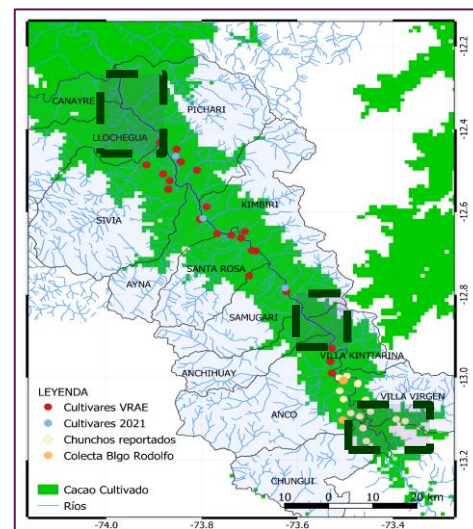 -12.2
CANAYRE
PICHARI
-12.4
LLOCHEGUA
KIMBIRI
-12.6
SIVIA
SANTA ROSA
AYNA
-12.8
SAMUGARI
VILLA KINTIARINA
ANCHIHUAY
-13.0
LEYENDA
VILLA VIRGEN
Cultivares VRAE
ANCO
Cultivares 2021
Chunchos reportados
Colecta Blgo Rodolfo
-13.2
CHUNGUI
Cacao Cultivado
Ríos
10 0 10 20 km
-74.0 -73.8 -73.6 -73.4